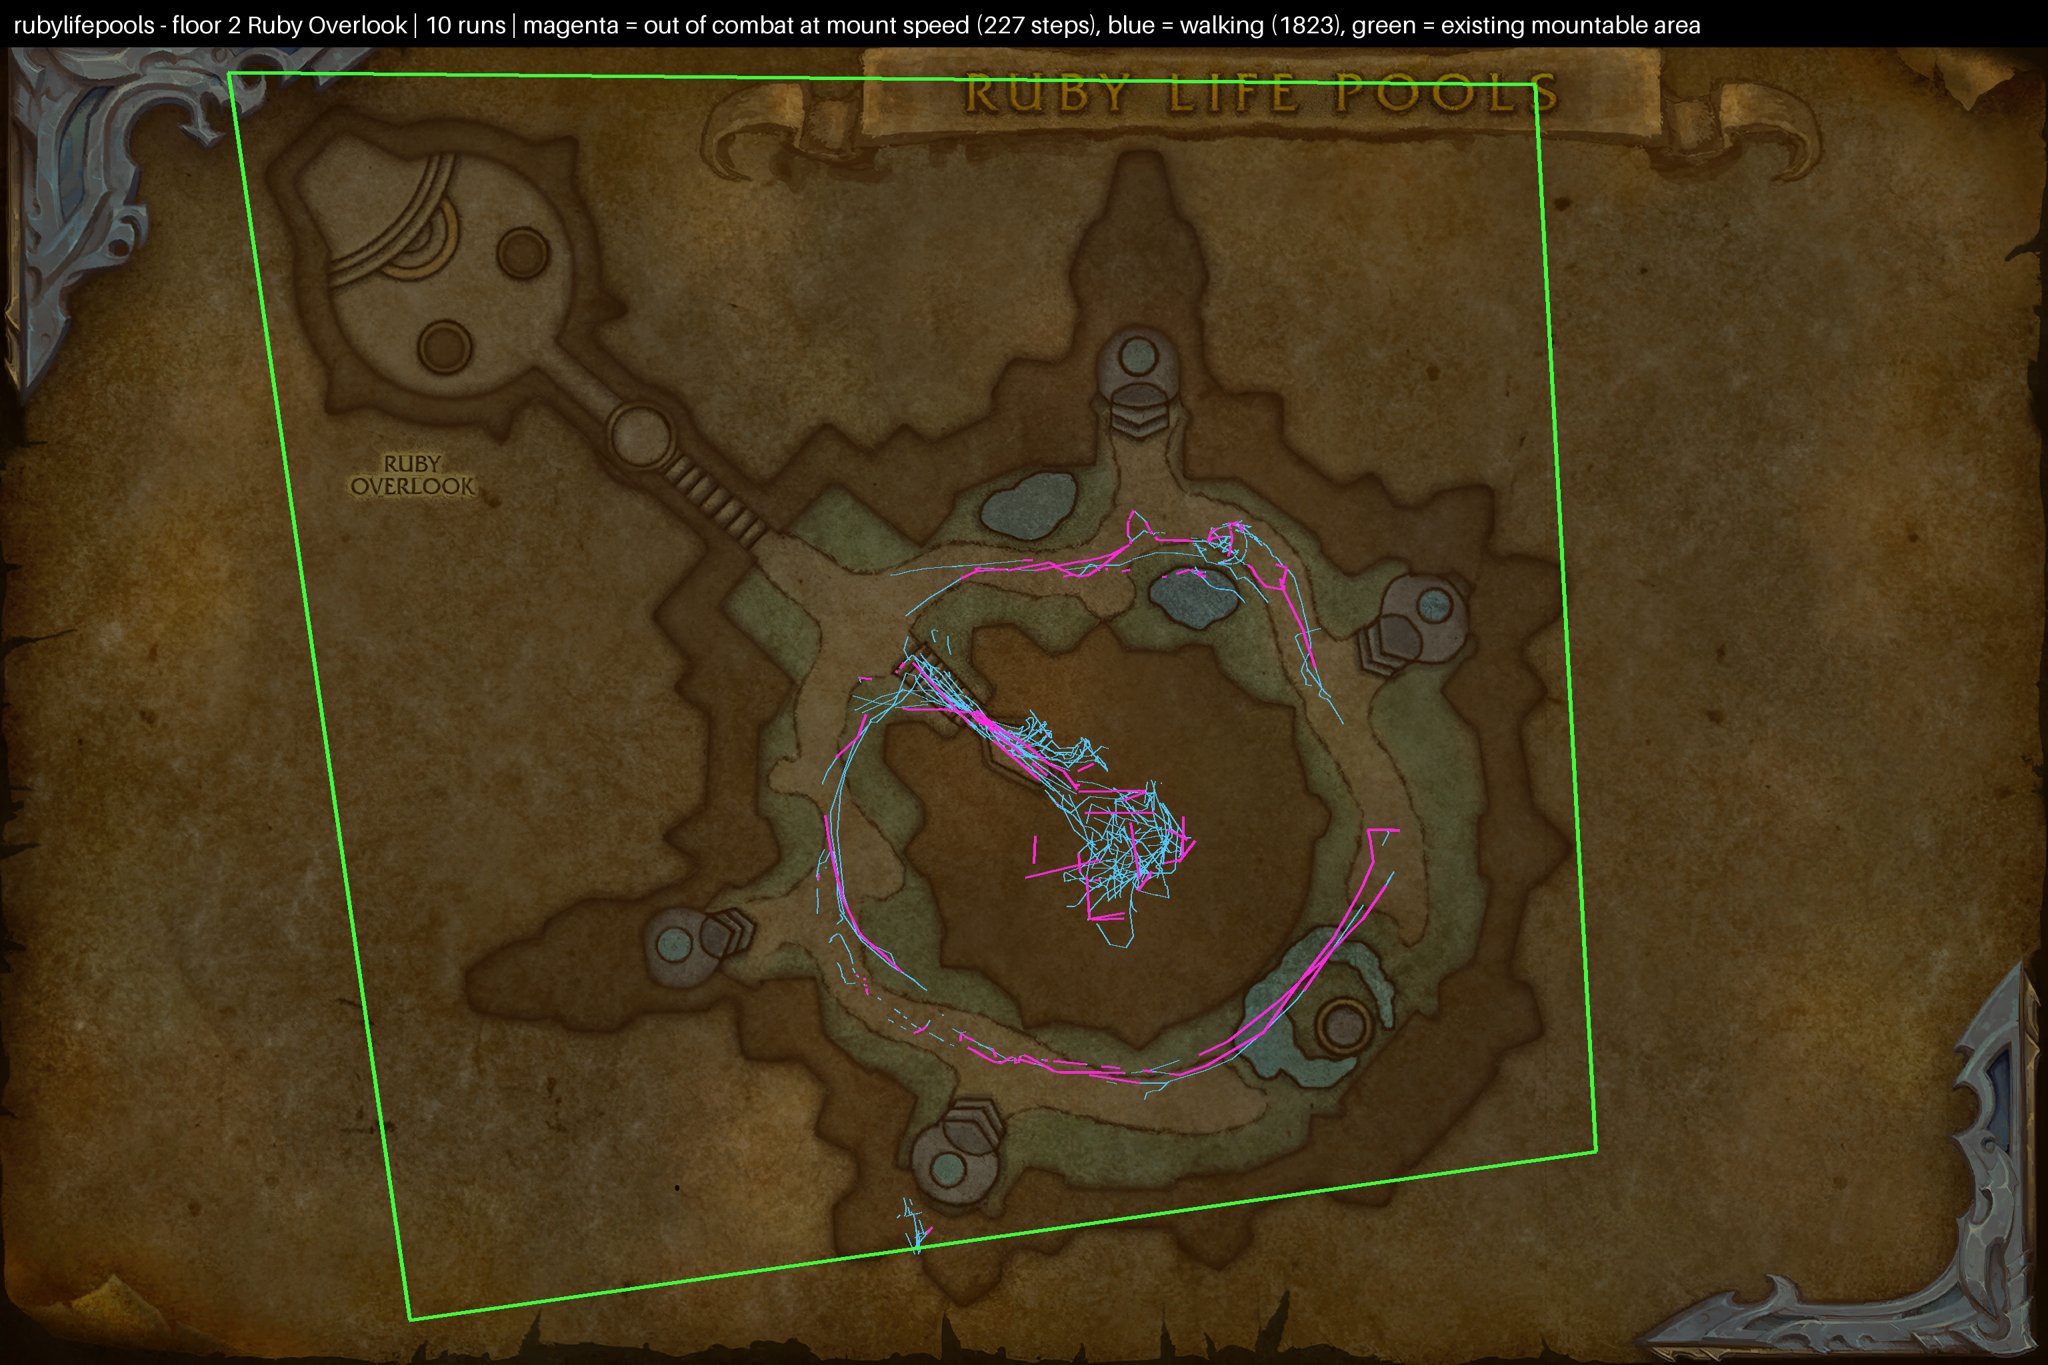 rubylifepools - floor 2 Ruby Overlook | 10 runs | magenta = out of combat at mount speed (227 steps), blue = walking (1823), green = existing mountable area
RUBY LIFE POOLS
RUBY
OVERLOOK